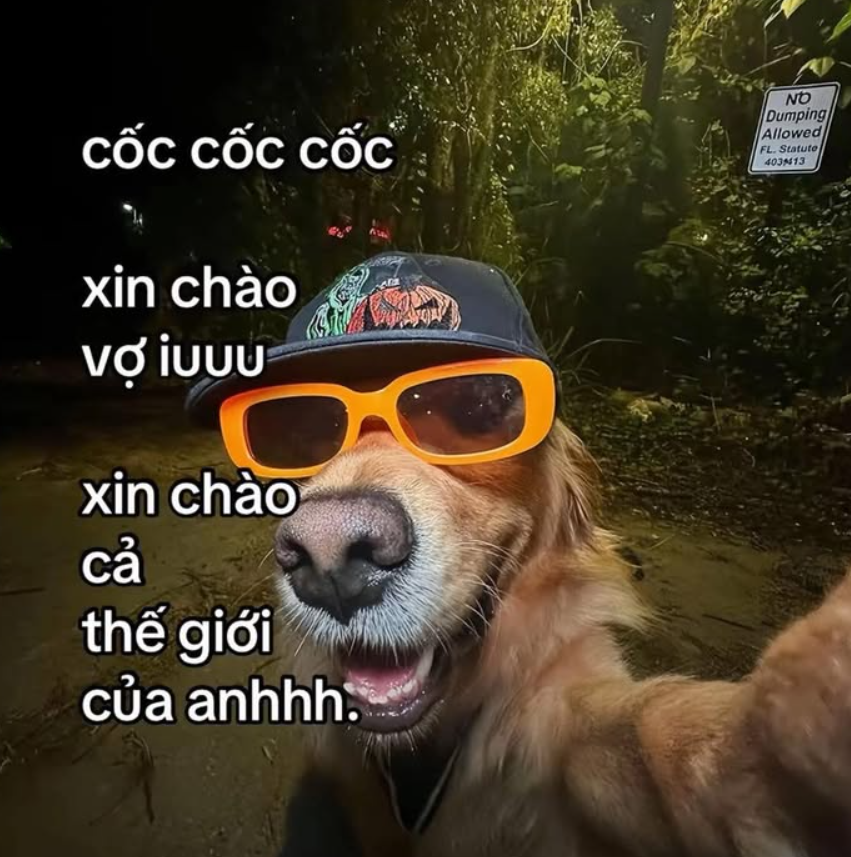 cốc cốc cốc
xin chào
vợ iuuu
xin chào
cả
thế giới
của anhhh.
NO
Dumping
Allowed
FL. Statute